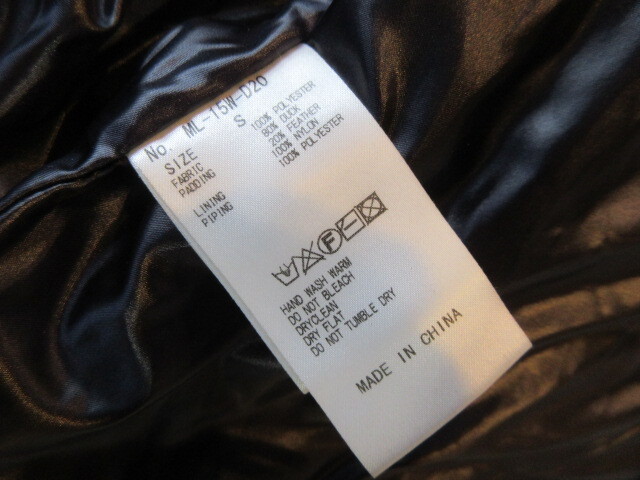 No. ML-15W-D20
SIZE S
FABRIC 100% POLYESTER
PADDING 80% DUCK
20% FEATHER
LINING 100% NYLON
PIPING 100% POLYESTER
F
HAND WASH WARM
DO NOT BLEACH
DRYCLEAN
DRY FLAT
DO NOT TUMBLE DRY
MADE IN CHINA